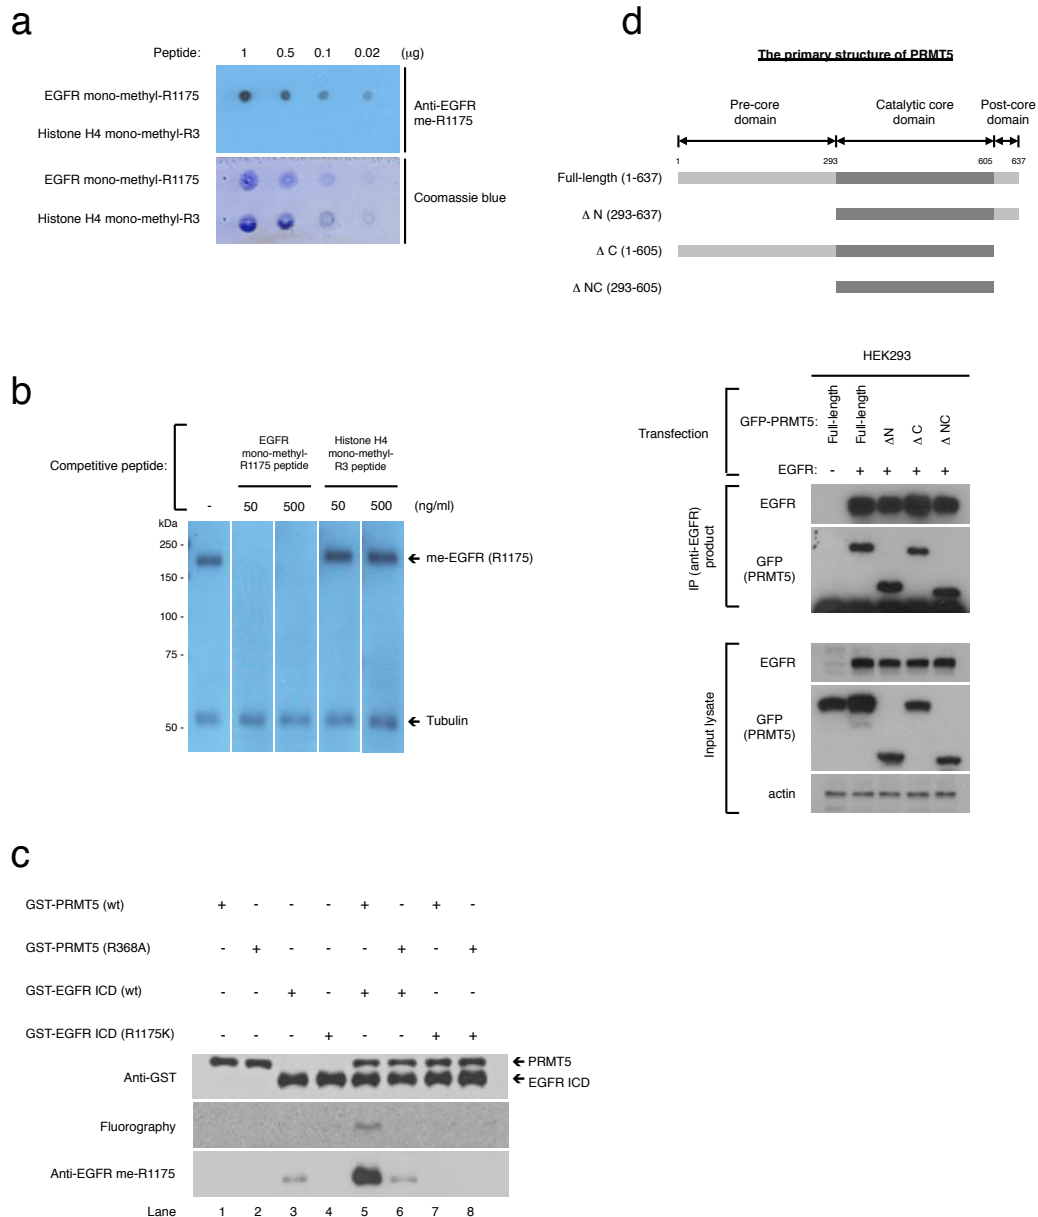 a
Peptide: 1 0.5 0.1 0.02 (μg)
EGFR mono-methyl-R1175
Histone H4 mono-methyl-R3
Anti-EGFR
me-R1175
EGFR mono-methyl-R1175
Histone H4 mono-methyl-R3
Coomassie blue
b
Competitive peptide:
EGFR
mono-methyl-
R1175 peptide
Histone H4
mono-methyl-
R3 peptide
- 50 500 50 500 (ng/ml)
kDa
250 -
150 -
100 -
75 -
50 -
me-EGFR (R1175)
Tubulin
c
GST-PRMT5 (wt) + - - - + - + -
GST-PRMT5 (R368A) - + - - - + - +
GST-EGFR ICD (wt) - - + - + + - -
GST-EGFR ICD (R1175K) - - - + - - + +
Anti-GST
PRMT5
EGFR ICD
Fluorography
Anti-EGFR me-R1175
Lane 1 2 3 4 5 6 7 8
d
The primary structure of PRMT5
Pre-core
domain
Catalytic core
domain
Post-core
domain
1 293 605 637
Full-length (1-637)
Δ N (293-637)
Δ C (1-605)
Δ NC (293-605)
HEK293
Transfection
GFP-PRMT5: Full-length Full-length ΔN Δ C Δ NC
EGFR: - + + + +
IP (anti-EGFR)
product
EGFR
GFP
(PRMT5)
Input lysate
EGFR
GFP
(PRMT5)
actin